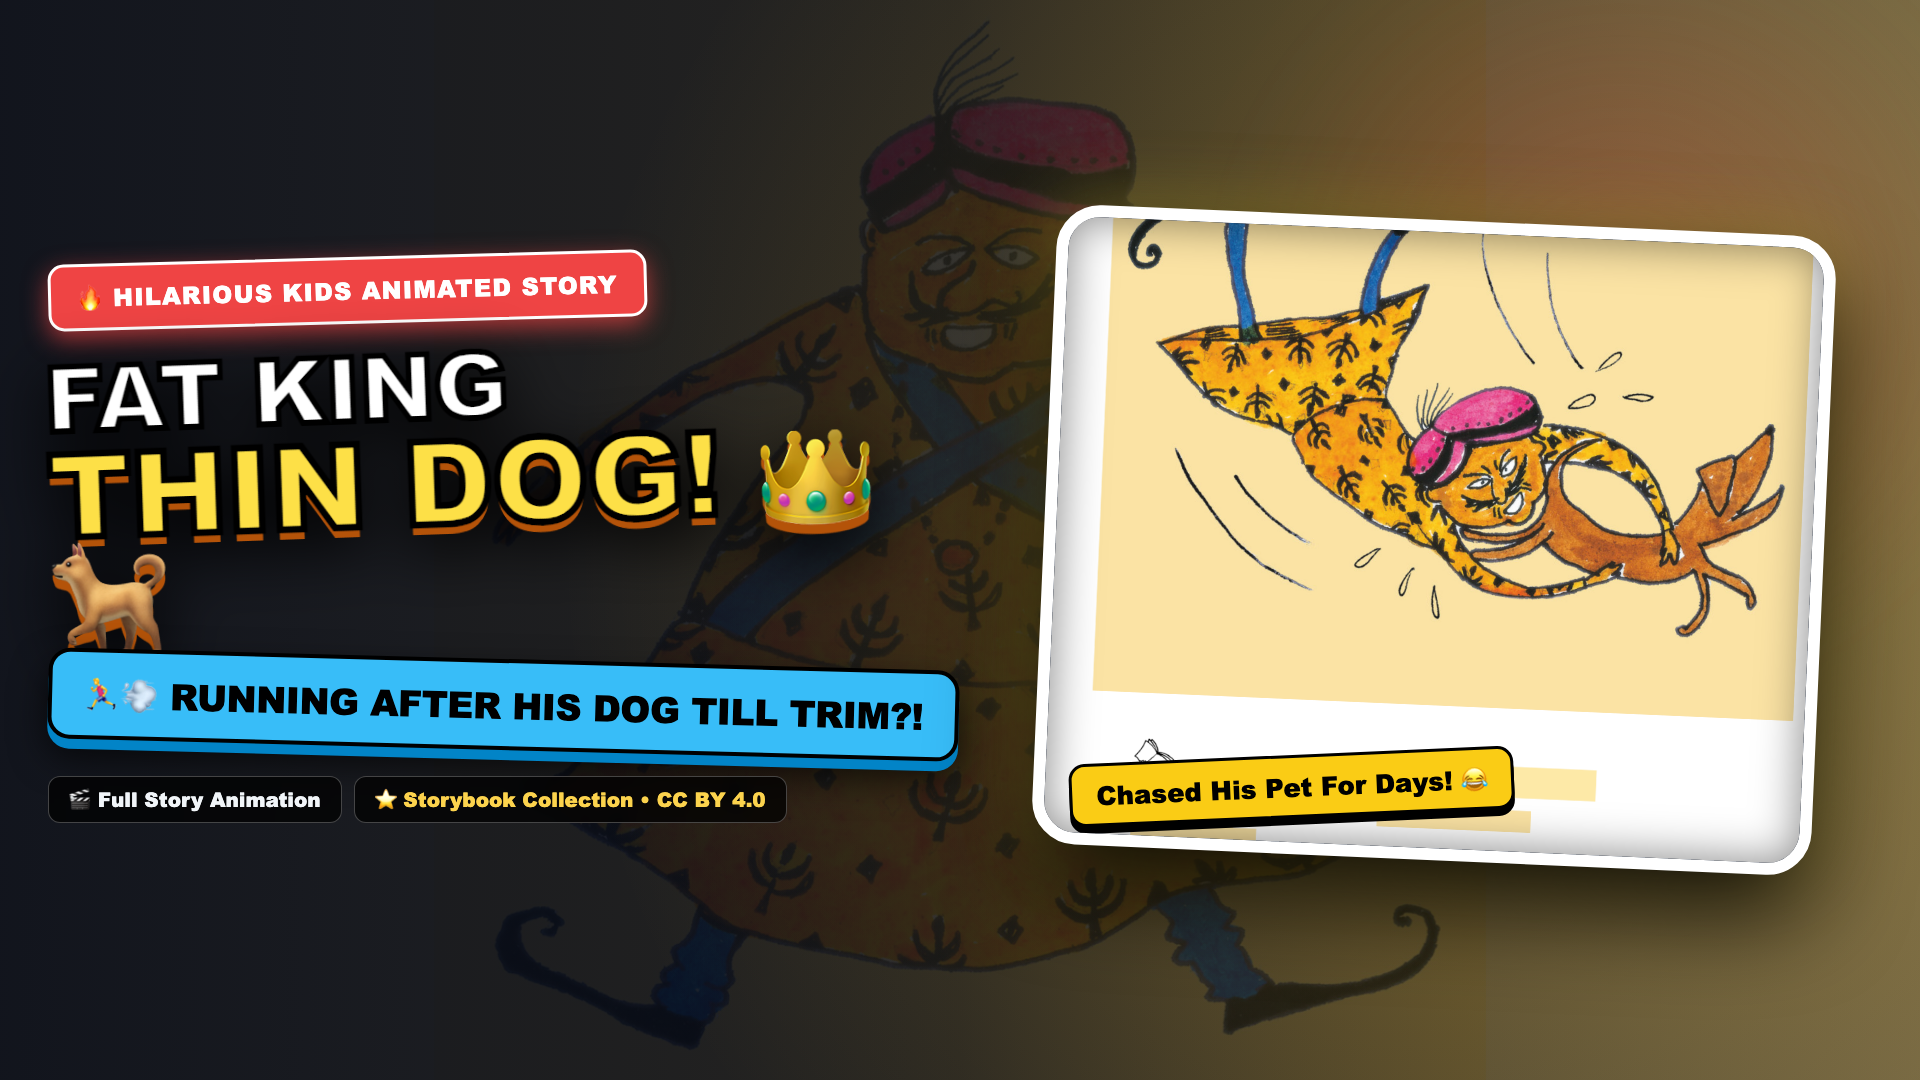 🔥 HILARIOUS KIDS ANIMATED STORY
FAT KING
THIN DOG! 👑
🐕
🏃‍♂️💨 RUNNING AFTER HIS DOG TILL TRIM?!
🎬 Full Story Animation
⭐ Storybook Collection • CC BY 4.0
Chased His Pet For Days! 😂